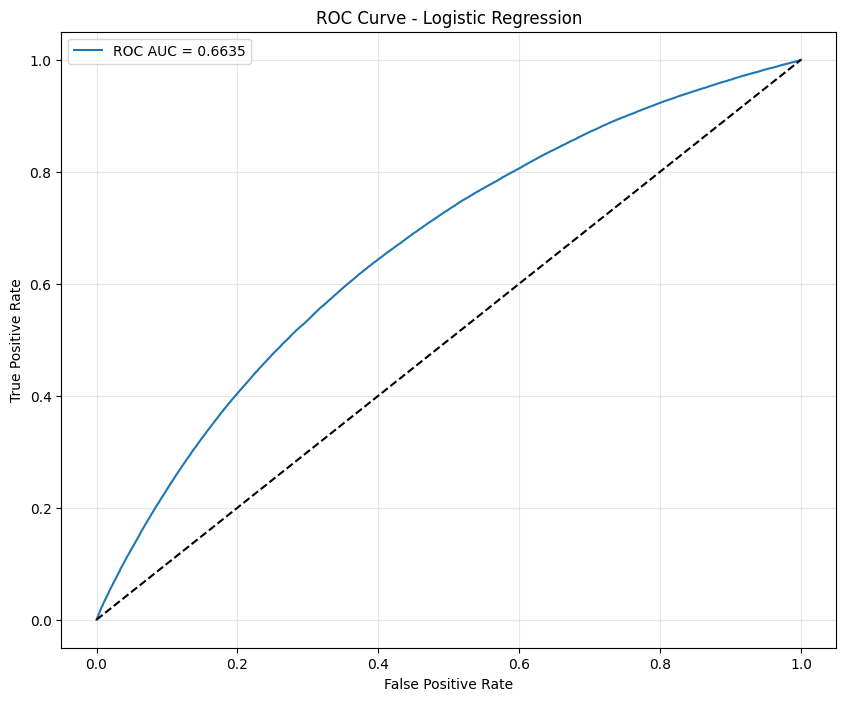 ROC Curve - Logistic Regression
ROC AUC = 0.6635
1.0
0.8
0.6
0.4
0.2
0.0
True Positive Rate
0.0 0.2 0.4 0.6 0.8 1.0
False Positive Rate